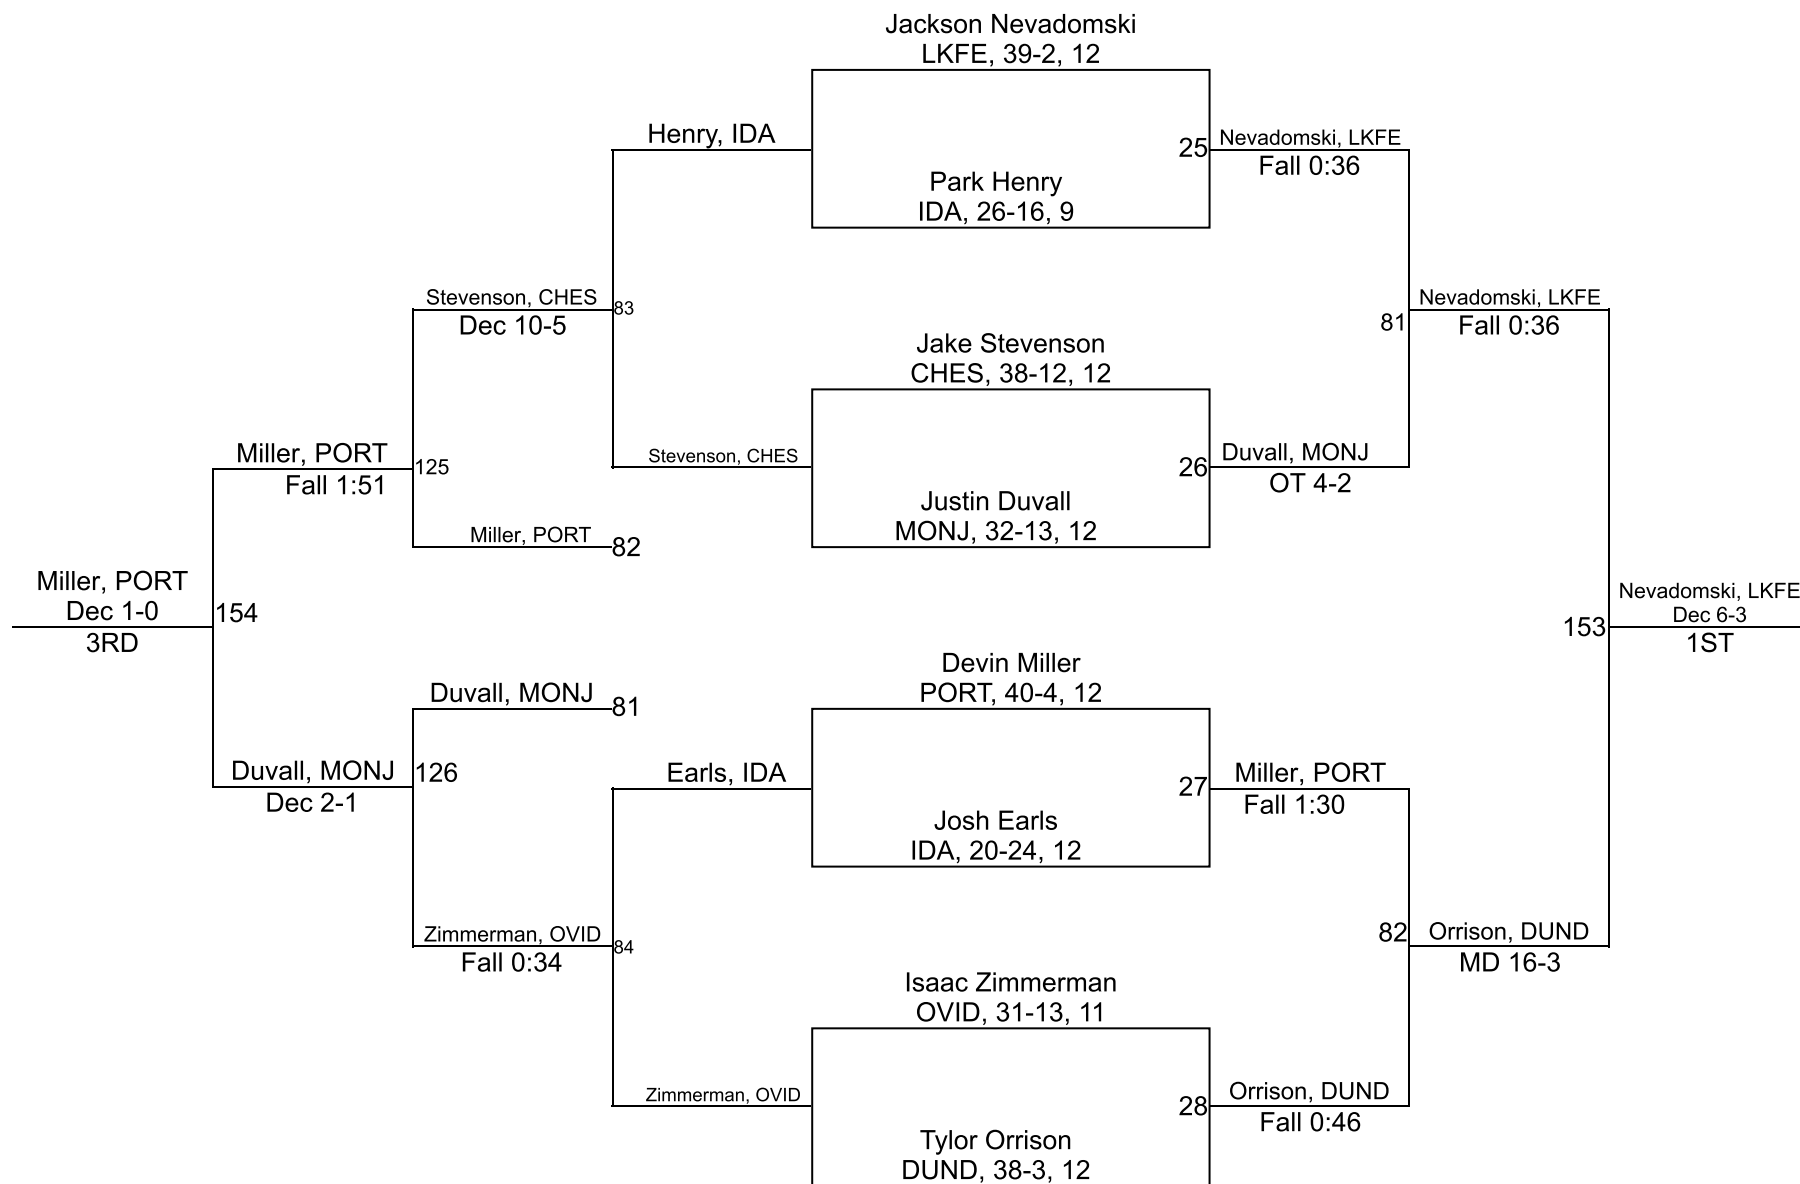 Jackson Nevadomski
LKFE, 39-2, 12
Henry, IDA
25
Nevadomski, LKFE
Fall 0:36
Park Henry
IDA, 26-16, 9
Stevenson, CHES
Dec 10-5
83
81
Nevadomski, LKFE
Fall 0:36
Jake Stevenson
CHES, 38-12, 12
Miller, PORT
Fall 1:51
125
Stevenson, CHES
26
Duvall, MONJ
OT 4-2
Justin Duvall
MONJ, 32-13, 12
Miller, PORT
82
Miller, PORT
Dec 1-0
3RD
154
153
Nevadomski, LKFE
Dec 6-3
1ST
Devin Miller
PORT, 40-4, 12
Duvall, MONJ
81
Duvall, MONJ
Dec 2-1
126
Earls, IDA
27
Miller, PORT
Fall 1:30
Josh Earls
IDA, 20-24, 12
Zimmerman, OVID
Fall 0:34
84
82
Orrison, DUND
MD 16-3
Isaac Zimmerman
OVID, 31-13, 11
Zimmerman, OVID
28
Orrison, DUND
Fall 0:46
Tylor Orrison
DUND, 38-3, 12